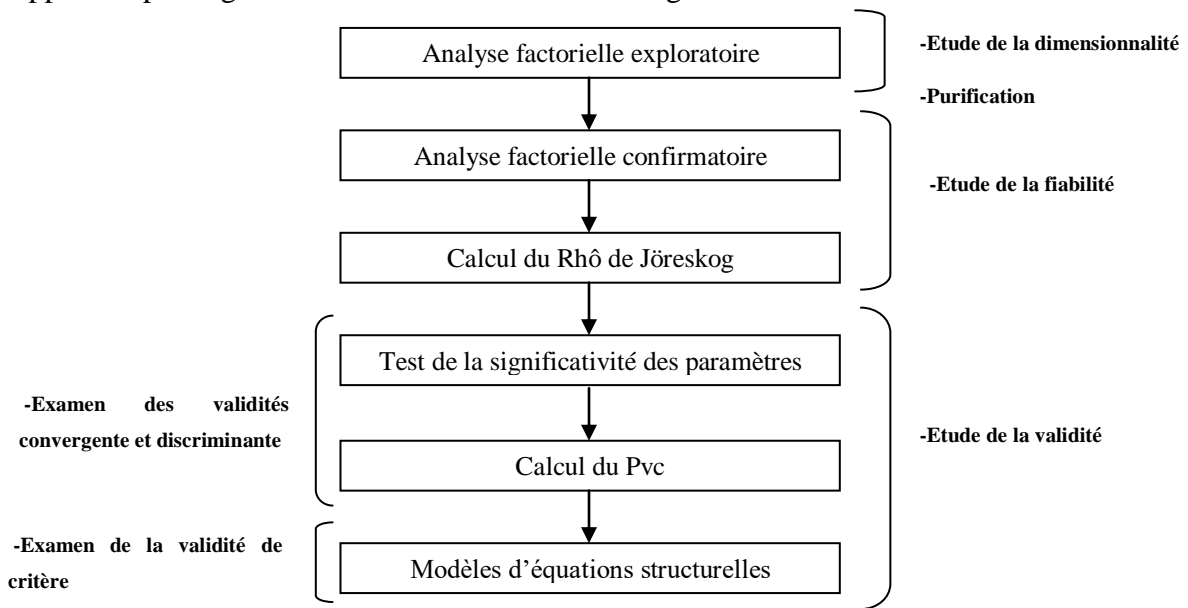 Analyse factorielle exploratoire
-Etude de la dimensionnalité
-Purification
Analyse factorielle confirmatoire
-Etude de la fiabilité
Calcul du Rhô de Jöreskog
Test de la significativité des paramètres
-Examen des validités
convergente et discriminante
-Etude de la validité
Calcul du Pvc
-Examen de la validité de
critère
Modèles d’équations structurelles